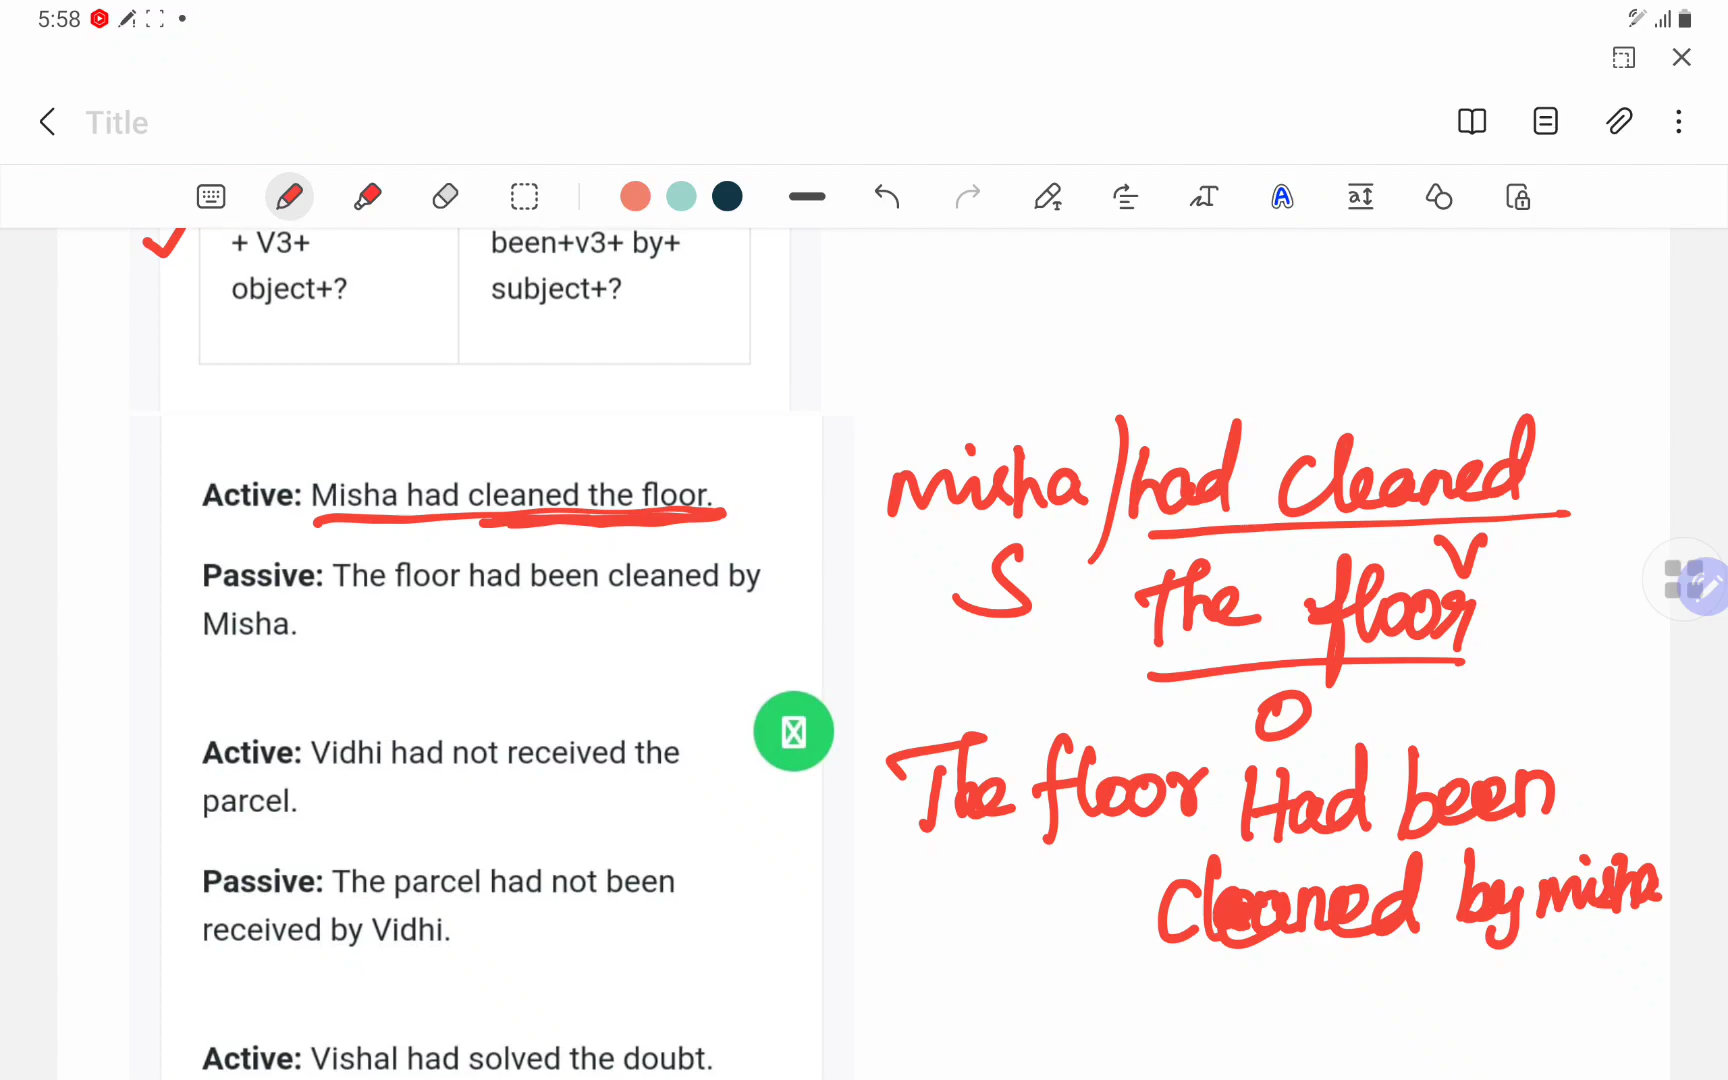 5:58
Title
+ V3+
object+?
been+v3+ by+
subject+?
Active: Misha had cleaned the floor.
Passive: The floor had been cleaned by
Misha.
Active: Vidhi had not received the
parcel.
Passive: The parcel had not been
received by Vidhi.
Active: Vishal had solved the doubt.
misha / had cleaned
S V
the floor
O
The floor Had been
cleaned by misha